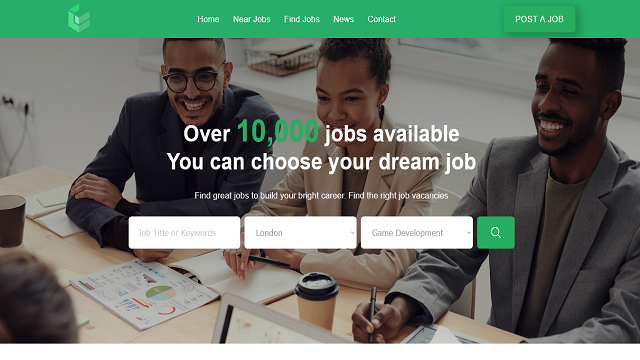 Home Near Jobs Find Jobs News Contact POST A JOB
Over 10,000 jobs available
You can choose your dream job
Find great jobs to build your bright career. Find the right job vacancies
Job Title or Keywords London Game Development